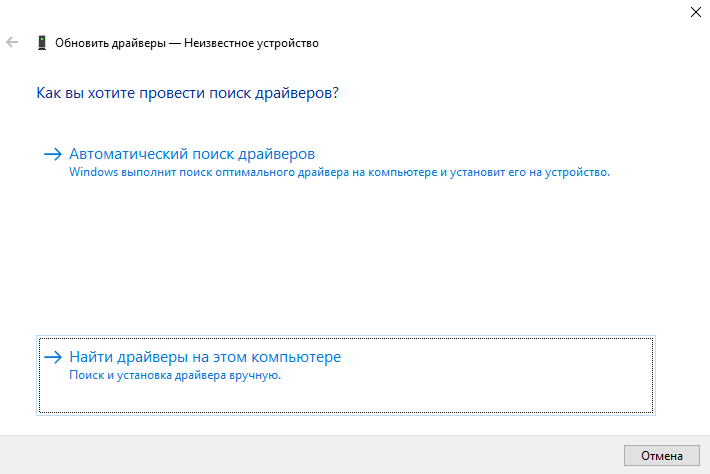 Обновить драйверы — Неизвестное устройство
Как вы хотите провести поиск драйверов?
Автоматический поиск драйверов
Windows выполнит поиск оптимального драйвера на компьютере и установит его на устройство.
Найти драйверы на этом компьютере
Поиск и установка драйвера вручную.
Отмена